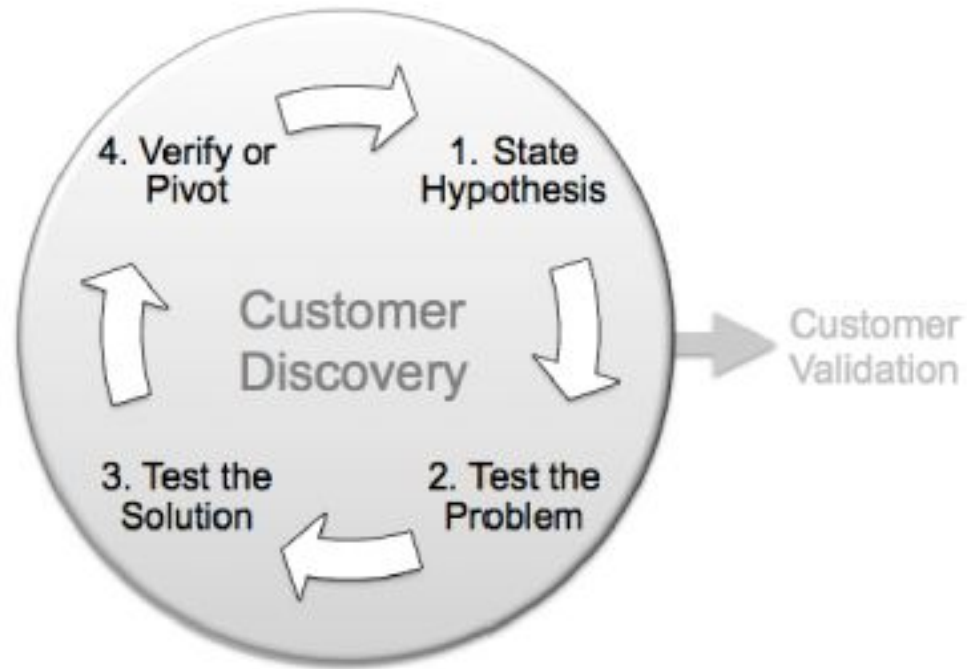 4. Verify or
Pivot
1. State
Hypothesis
Customer
Discovery
Customer
Validation
3. Test the
Solution
2. Test the
Problem